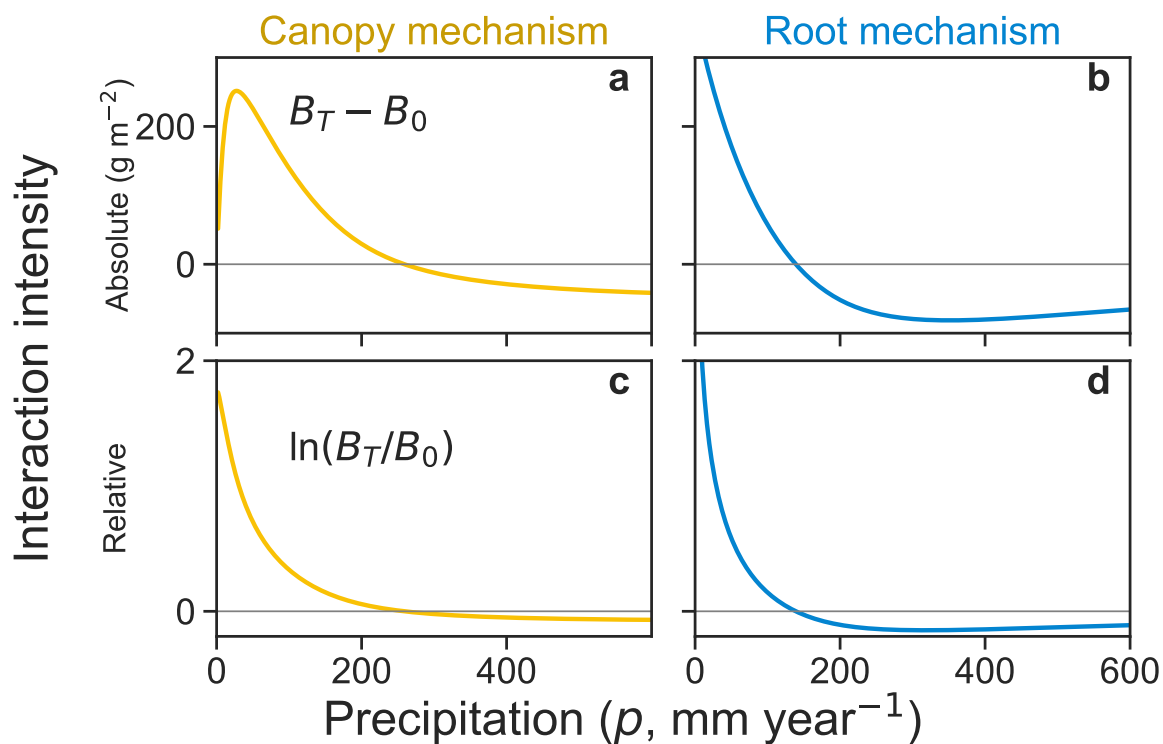 Canopy mechanism
Root mechanism
Interaction intensity
Absolute (g m⁻²)
200
0
a
B_T − B_0
b
Relative
2
0
c
ln(B_T/B_0)
d
0
200
400
0
200
400
600
Precipitation (p, mm year⁻¹)